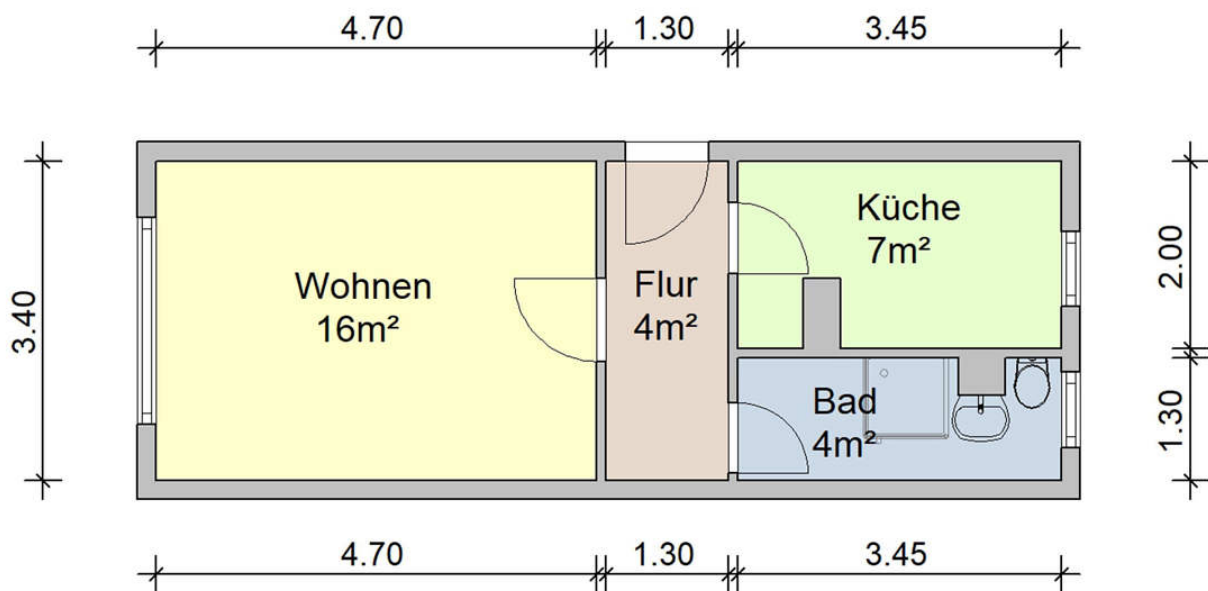 4.70 1.30 3.45
3.40
Wohnen
16m²
Flur
4m²
Küche
7m²
Bad
4m²
2.00
1.30
4.70 1.30 3.45